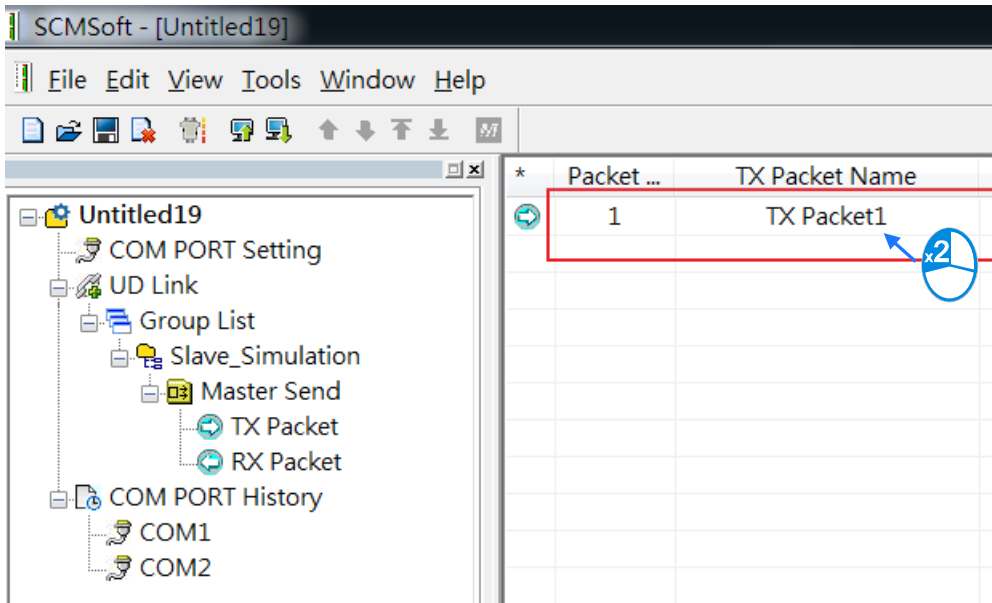 SCMSoft - [Untitled19]
File Edit View Tools Window Help
M
* Packet ... TX Packet Name
1 TX Packet1
x2
Untitled19
COM PORT Setting
UD Link
Group List
Slave_Simulation
Master Send
TX Packet
RX Packet
COM PORT History
COM1
COM2